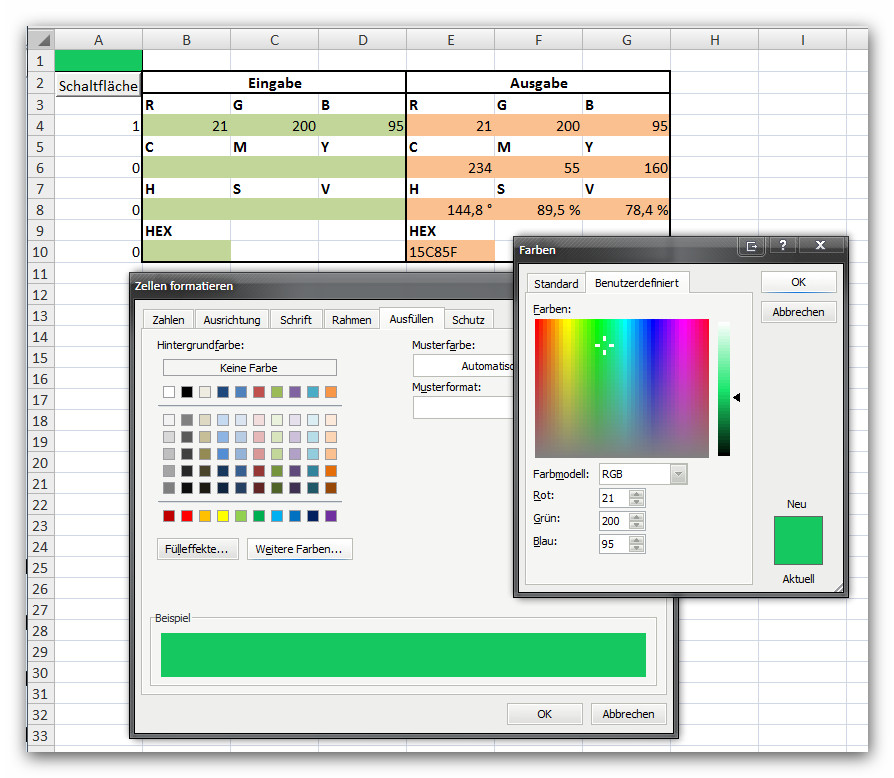 A B C D E F G H I
1
2 Schaltfläche Eingabe Ausgabe
3 R G B R G B
4 1 21 200 95 21 200 95
5 C M Y C M Y
6 0 234 55 160
7 H S V H S V
8 0 144,8 ° 89,5 % 78,4 %
9 HEX HEX
10 0 15C85F
11
12
13
14
15
16
17
18
19
20
21
22
23
24
25
26
27
28
29
30
31
32
33
Zellen formatieren
Zahlen Ausrichtung Schrift Rahmen Ausfüllen Schutz
Hintergrundfarbe:
Keine Farbe
Fülleffekte... Weitere Farben...
Musterfarbe:
Automatisc
Musterformat:
Beispiel
OK Abbrechen
Farben
?
Standard Benutzerdefiniert
OK
Abbrechen
Farben:
Farbmodell: RGB
Rot: 21
Grün: 200
Blau: 95
Neu
Aktuell